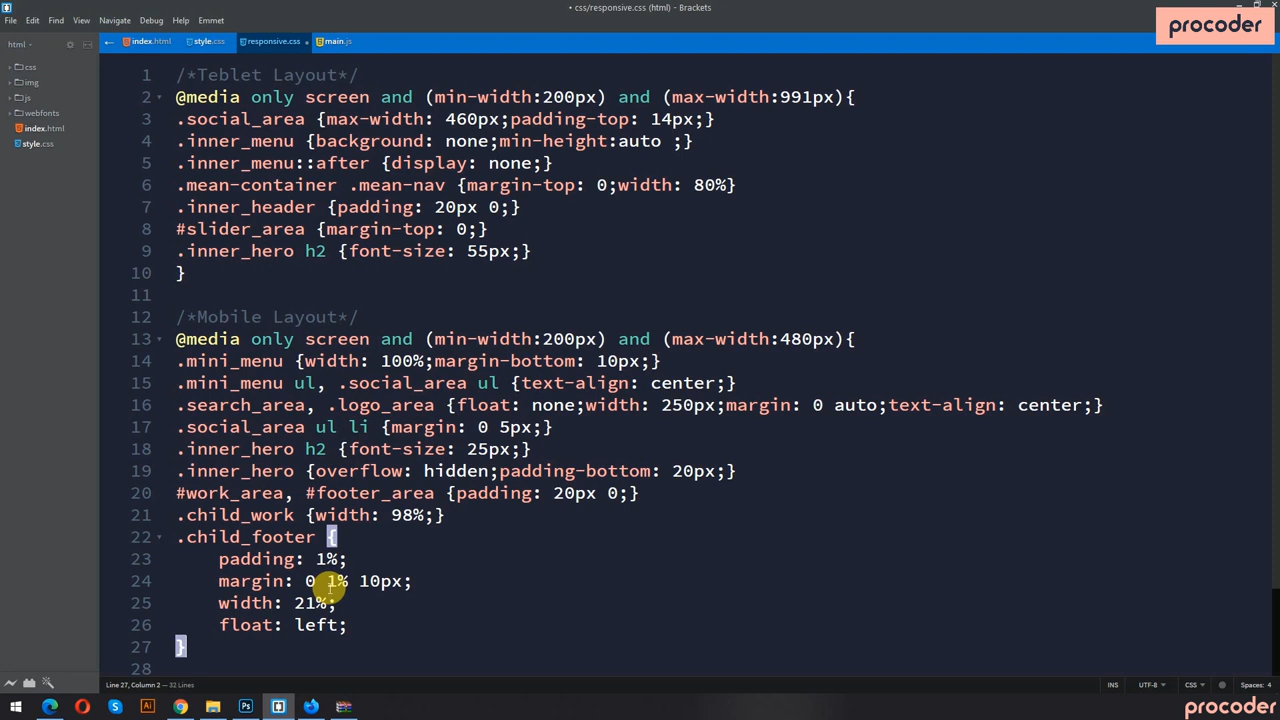 css/responsive.css (html) - Brackets
procoder
File Edit Find View Navigate Debug Help Emmet
html
index.html style.css responsive.css main.js
css
img
js
webfonts
index.html
style.css
1 /*Teblet Layout*/
2 @media only screen and (min-width:200px) and (max-width:991px){
3 .social_area {max-width: 460px;padding-top: 14px;}
4 .inner_menu {background: none;min-height:auto ;}
5 .inner_menu::after {display: none;}
6 .mean-container .mean-nav {margin-top: 0;width: 80%}
7 .inner_header {padding: 20px 0;}
8 #slider_area {margin-top: 0;}
9 .inner_hero h2 {font-size: 55px;}
10 }
11
12 /*Mobile Layout*/
13 @media only screen and (min-width:200px) and (max-width:480px){
14 .mini_menu {width: 100%;margin-bottom: 10px;}
15 .mini_menu ul, .social_area ul {text-align: center;}
16 .search_area, .logo_area {float: none;width: 250px;margin: 0 auto;text-align: center;}
17 .social_area ul li {margin: 0 5px;}
18 .inner_hero h2 {font-size: 25px;}
19 .inner_hero {overflow: hidden;padding-bottom: 20px;}
20 #work_area, #footer_area {padding: 20px 0;}
21 .child_work {width: 98%;}
22 .child_footer {
23 padding: 1%;
24 margin: 0 1% 10px;
25 width: 21%;
26 float: left;
27 }
28
Line 27, Column 2 — 32 Lines
INS UTF-8 CSS Spaces: 4
procoder